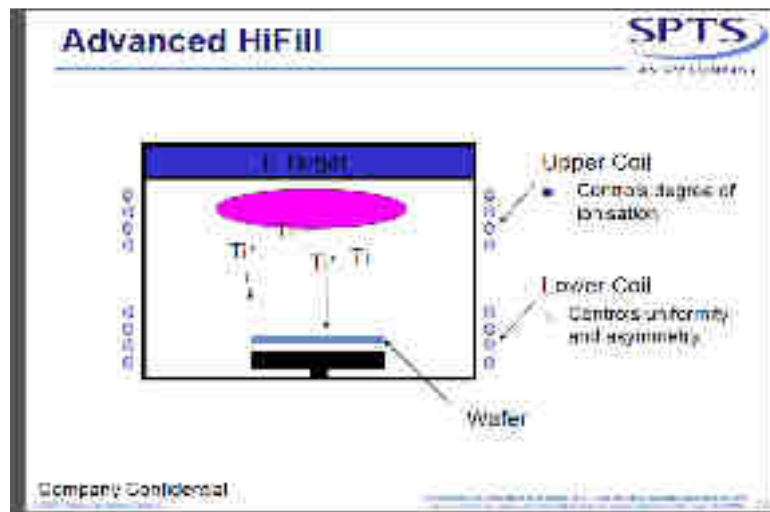 Advanced HiFill
SPTS
Ti Target
Upper Coil
Controls degree of
ionisation
Ti+
Ti+ Ti
Lower Coil
Controls uniformity
and asymmetry
Wafer
Company Confidential